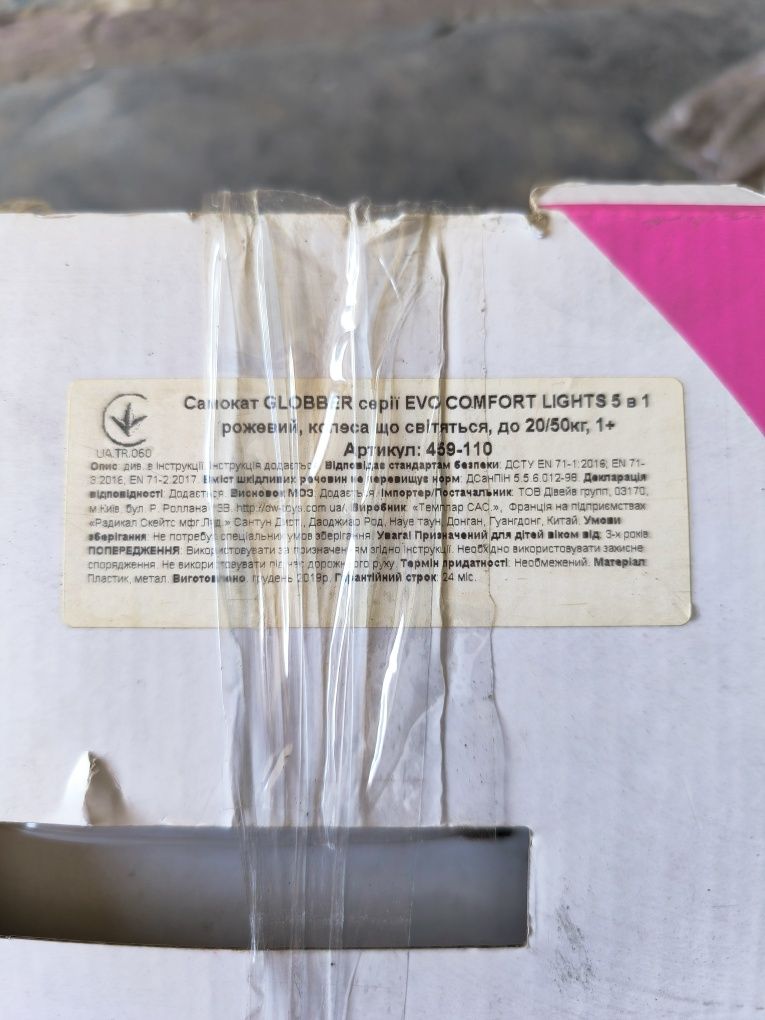 Самокат GLOBBER серії EVO COMFORT LIGHTS 5 в 1
рожевий, колеса що світяться, до 20/50кг, 1+
Артикул: 459-110
UA.TR.060
Опис: див. в Інструкції. Інструкція додається. Відповідає стандартам безпеки: ДСТУ EN 71-1:2016; EN 71-
3:2016, EN 71-2:2017. Вміст шкідливих речовин не перевищує норм: ДСанПІН 5.5.6.012-98. Декларація
відповідності: Додається. Висновок МОЗ: Додається. Імпортер/Постачальник: ТОВ Дівейв групп, 03170,
м.Київ, бул. Р. Роллана 13В. http://dw-toys.com.ua/. Виробник: «Темплар САС.», Франція на підприємствах
«Радикал Скейтс мфг.Лтд.» Сантун Дист, Даоджиао Род, Науе таун, Донган, Гуангдонг, Китай. Умови
зберігання: Не потребує спеціальних умов зберігання. Увага! Призначений для дітей віком від: 3-х років.
ПОПЕРЕДЖЕННЯ: Використовувати за призначенням згідно Інструкції. Необхідно використовувати захисне
спорядження. Не використовувати під час дорожнього руху. Термін придатності: Необмежений. Матеріал:
Пластик, метал. Виготовлено: грудень 2019р. Гарантійний строк: 24 міс.